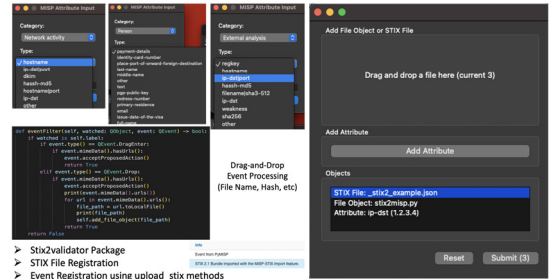 MISP Attribute Input
Category:
Network activity
Type:
✓ hostname
ip-dst|port
dkim
hassh-md5
hostname|port
ip-dst
other
MISP Attribute Input
Category:
Person
Type:
✓ payment-details
identity-card-number
place-port-of-onward-foreign-destination
last-name
middle-name
other
text
pgp-public-key
redress-number
primary-residence
email
issue-date-of-the-visa
full-name
MISP Attribute Input
Category:
External analysis
Type:
✓ regkey
hostname
ip-dst|port
hassh-md5
filename|sha3-512
ip-dst
weakness
sha256
other
def eventFilter(self, watched: QObject, event: QEvent) -> bool:
if watched is self.label:
if event.type() == QEvent.DragEnter:
if event.mimeData().hasUrls():
event.acceptProposedAction()
return True
elif event.type() == QEvent.Drop:
if event.mimeData().hasUrls():
event.acceptProposedAction()
print(event.mimeData().urls())
for url in event.mimeData().urls():
file_path = url.toLocalFile()
print(file_path)
self.add_file_object(file_path)
return True
return False
Drag-and-Drop
Event Processing
(File Name, Hash, etc)
➢ Stix2validator Package
➢ STIX File Registration
➢ Event Registration using upload_stix methods
Info
Event from PyMISP
STIX 2.1 Bundle imported with the MISP-STIX import feature.
Add File Object or STIX File
Drag and drop a file here (current 3)
Add Attribute
Add Attribute
Objects
STIX File: _stix2_example.json
File Object: stix2misp.py
Attribute: ip-dst (1.2.3.4)
Reset
Submit (3)